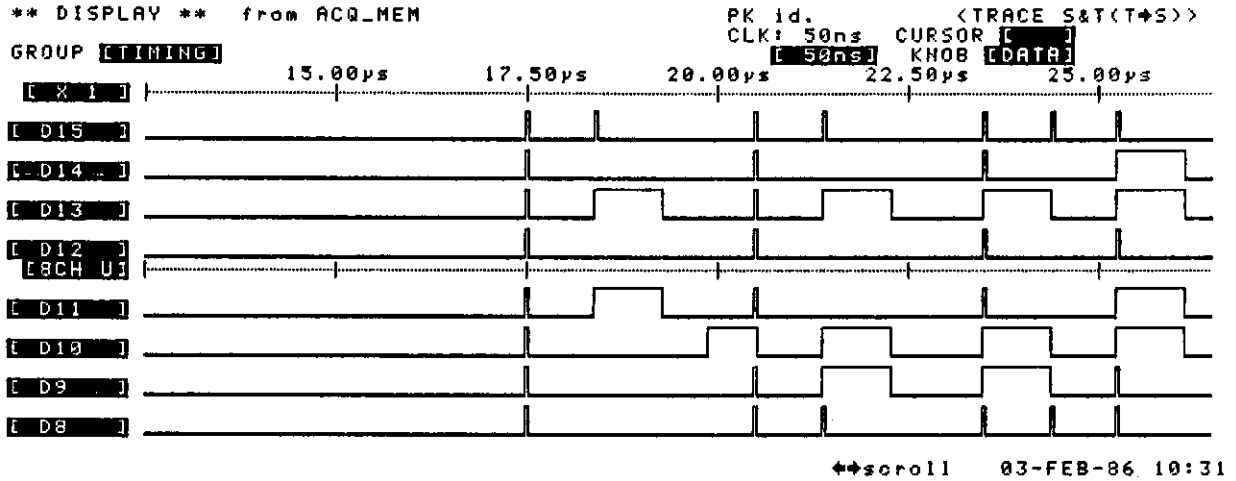 ** DISPLAY ** from ACQ_MEM PK id. <TRACE S&T(T→S)>
CLK: 50ns CURSOR [ ]
GROUP [TIMING] [ 50ns] KNOB [DATA]
15.00µs 17.50µs 20.00µs 22.50µs 25.00µs
[ X 1 ]
[ D15 ]
[ D14 ]
[ D13 ]
[ D12 ]
[8CH U]
[ D11 ]
[ D10 ]
[ D9 ]
[ D8 ]
←→scroll 03-FEB-86 10:31